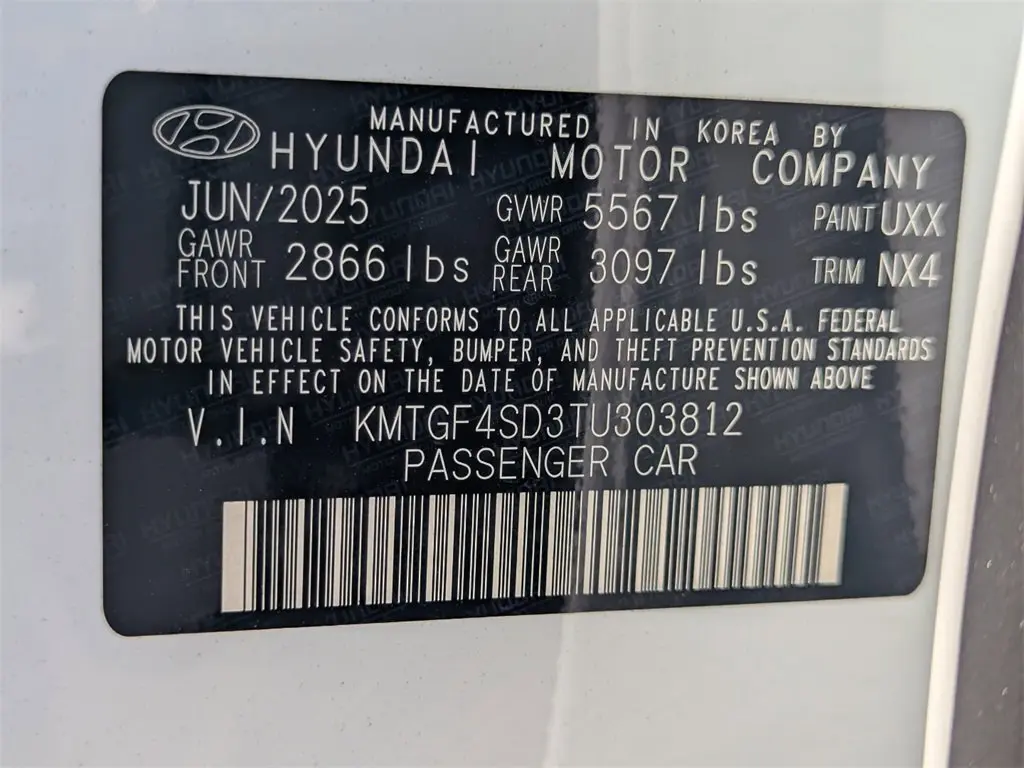 MANUFACTURED IN KOREA BY
HYUNDAI MOTOR COMPANY
JUN/2025 GVWR 5567 lbs PAINT UXX
GAWR FRONT 2866 lbs GAWR REAR 3097 lbs TRIM NX4
THIS VEHICLE CONFORMS TO ALL APPLICABLE U.S.A. FEDERAL
MOTOR VEHICLE SAFETY, BUMPER, AND THEFT PREVENTION STANDARDS
IN EFFECT ON THE DATE OF MANUFACTURE SHOWN ABOVE
V.I.N KMTGF4SD3TU303812
PASSENGER CAR